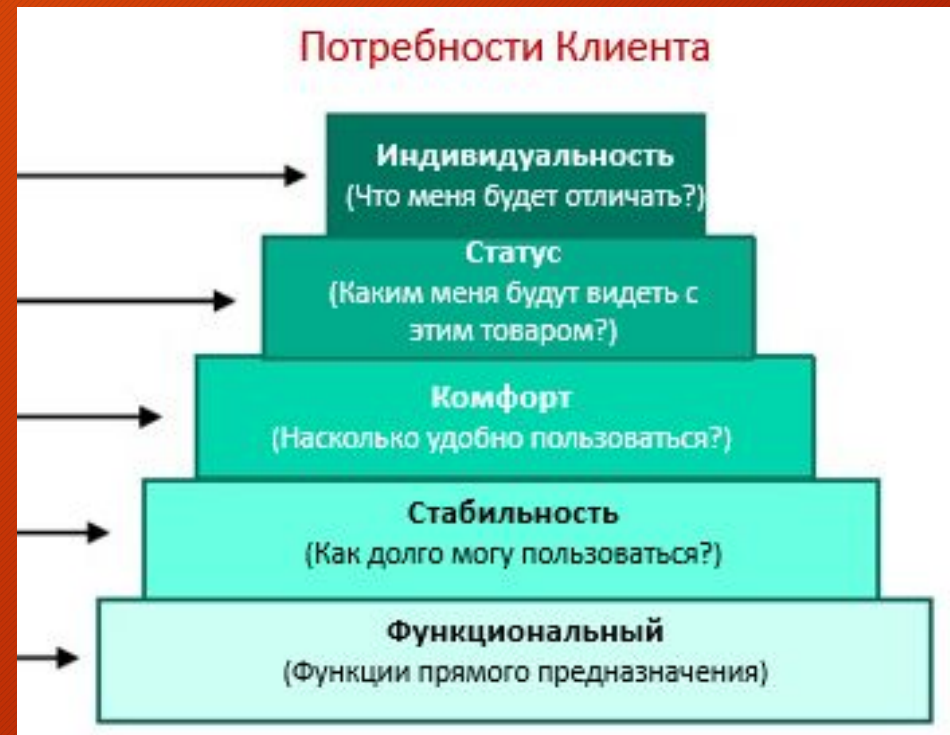 Потребности Клиента
Индивидуальность
(Что меня будет отличать?)
Статус
(Каким меня будут видеть с
этим товаром?)
Комфорт
(Насколько удобно пользоваться?)
Стабильность
(Как долго могу пользоваться?)
Функциональный
(Функции прямого предназначения)